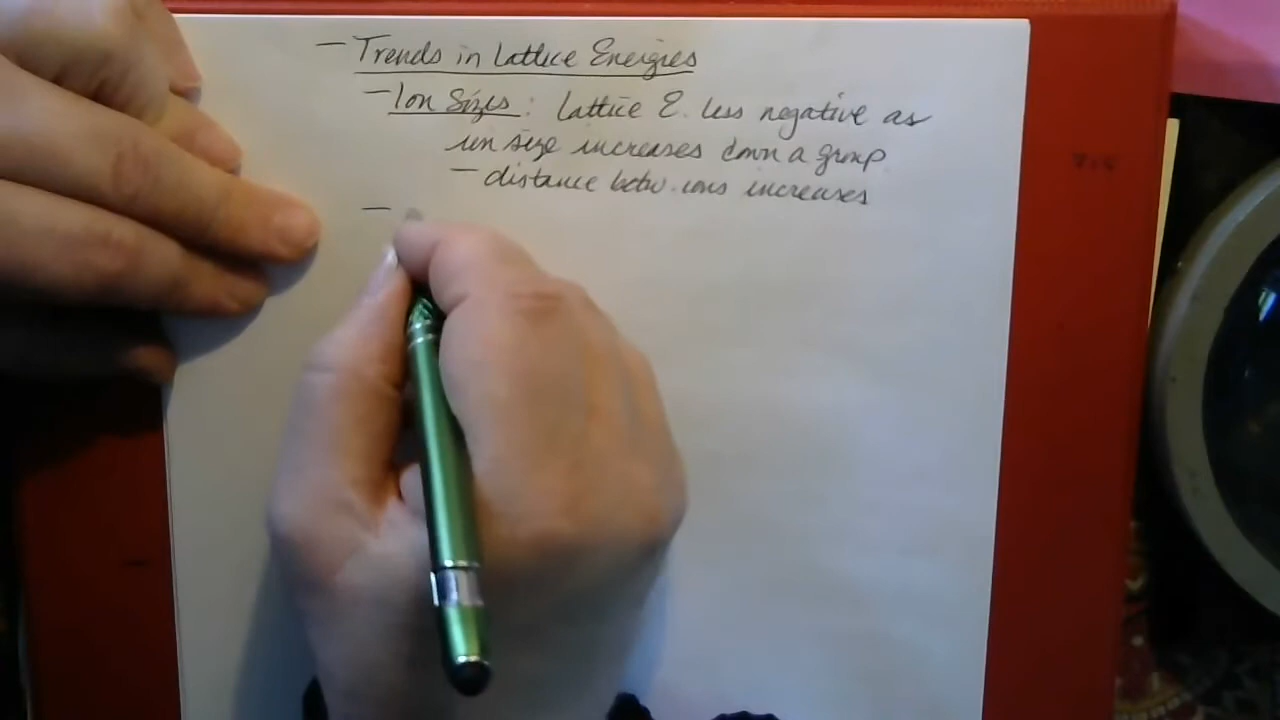 - Trends in Lattice Energies
- Ion Sizes: Lattice E. less negative as
ion size increases down a group
- distance betw. ions increases
-